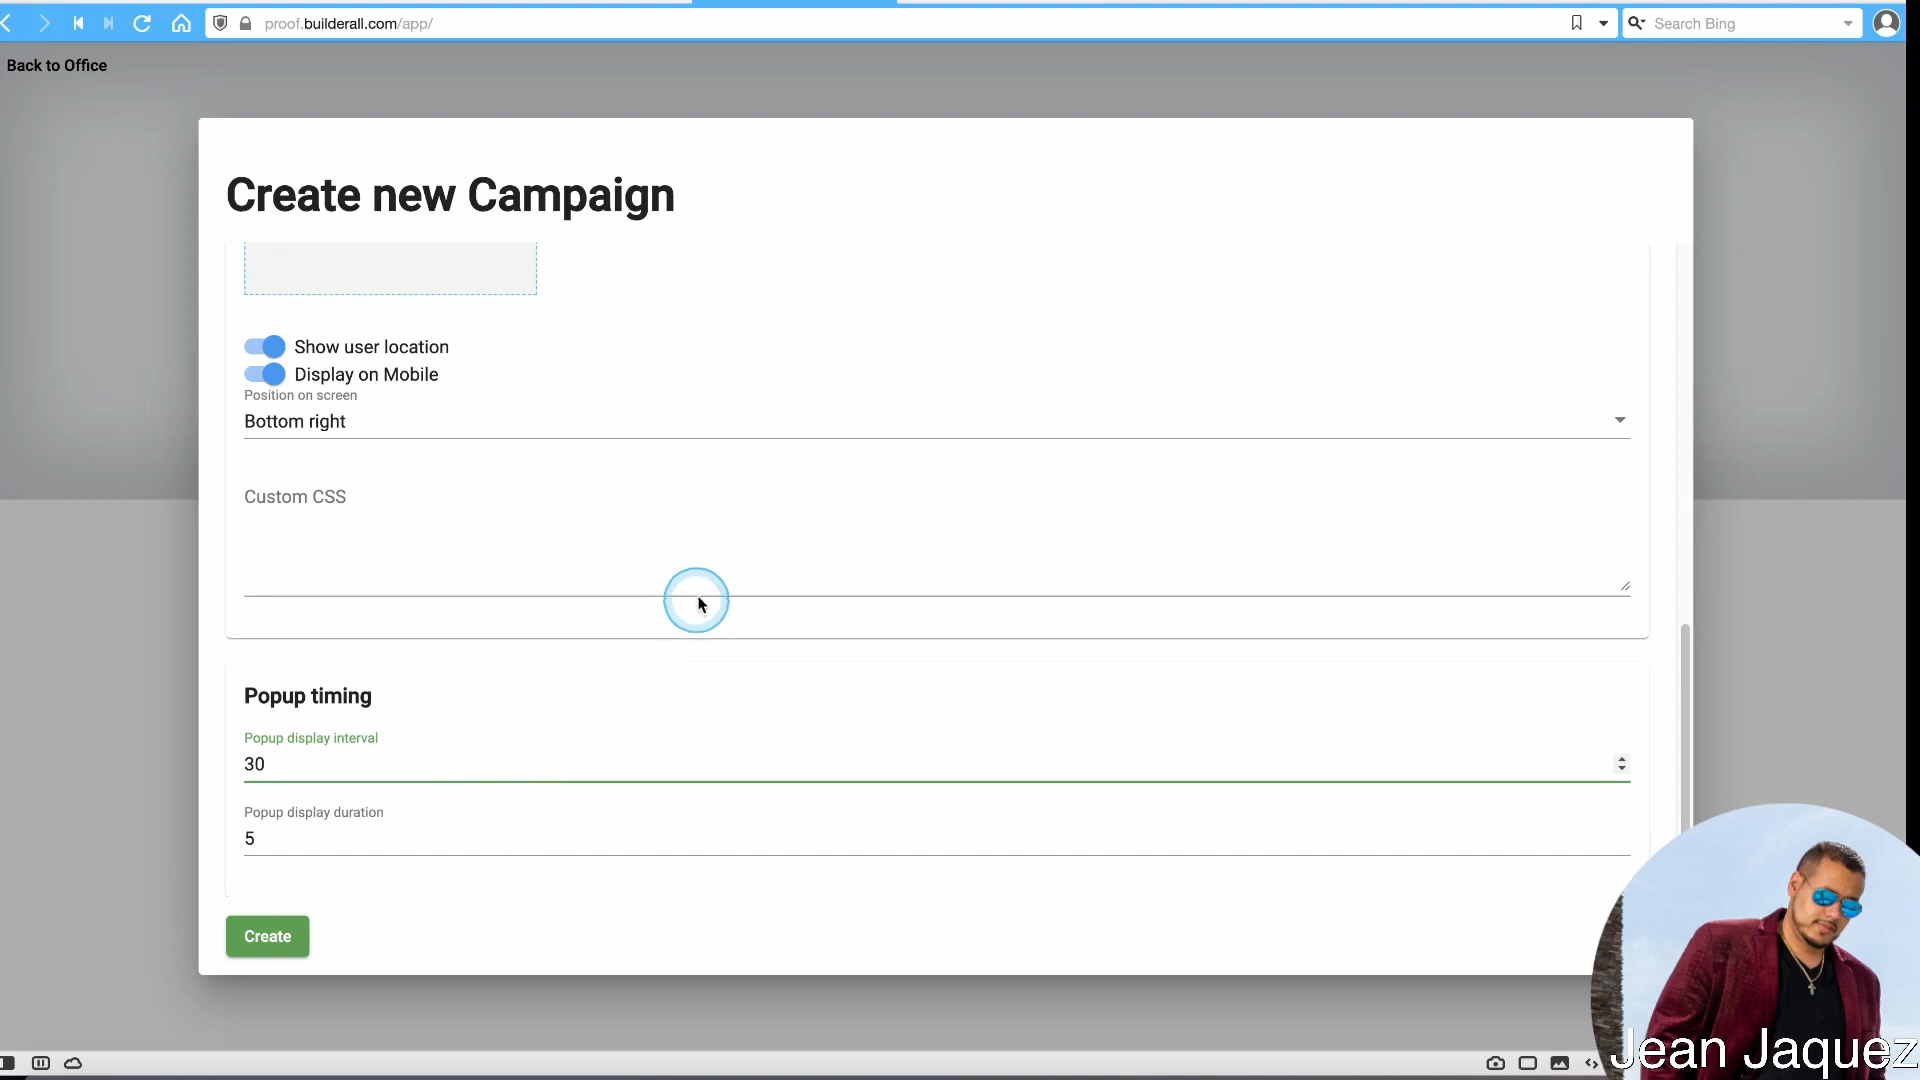 proof.builderall.com/app/
Search Bing
Back to Office
Create new Campaign
Show user location
Display on Mobile
Position on screen
Bottom right
Custom CSS
Popup timing
Popup display interval
30
Popup display duration
5
Create
Jean Jaquez